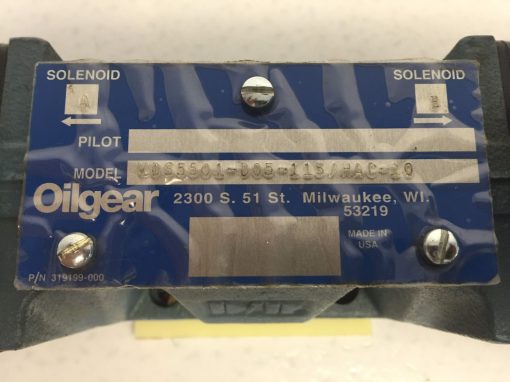 SOLENOID
A
SOLENOID
B
PILOT
MODEL
Oilgear
2300 S. 51 St. Milwaukee, WI.
53219
MADE IN
USA
P/N 319199-000